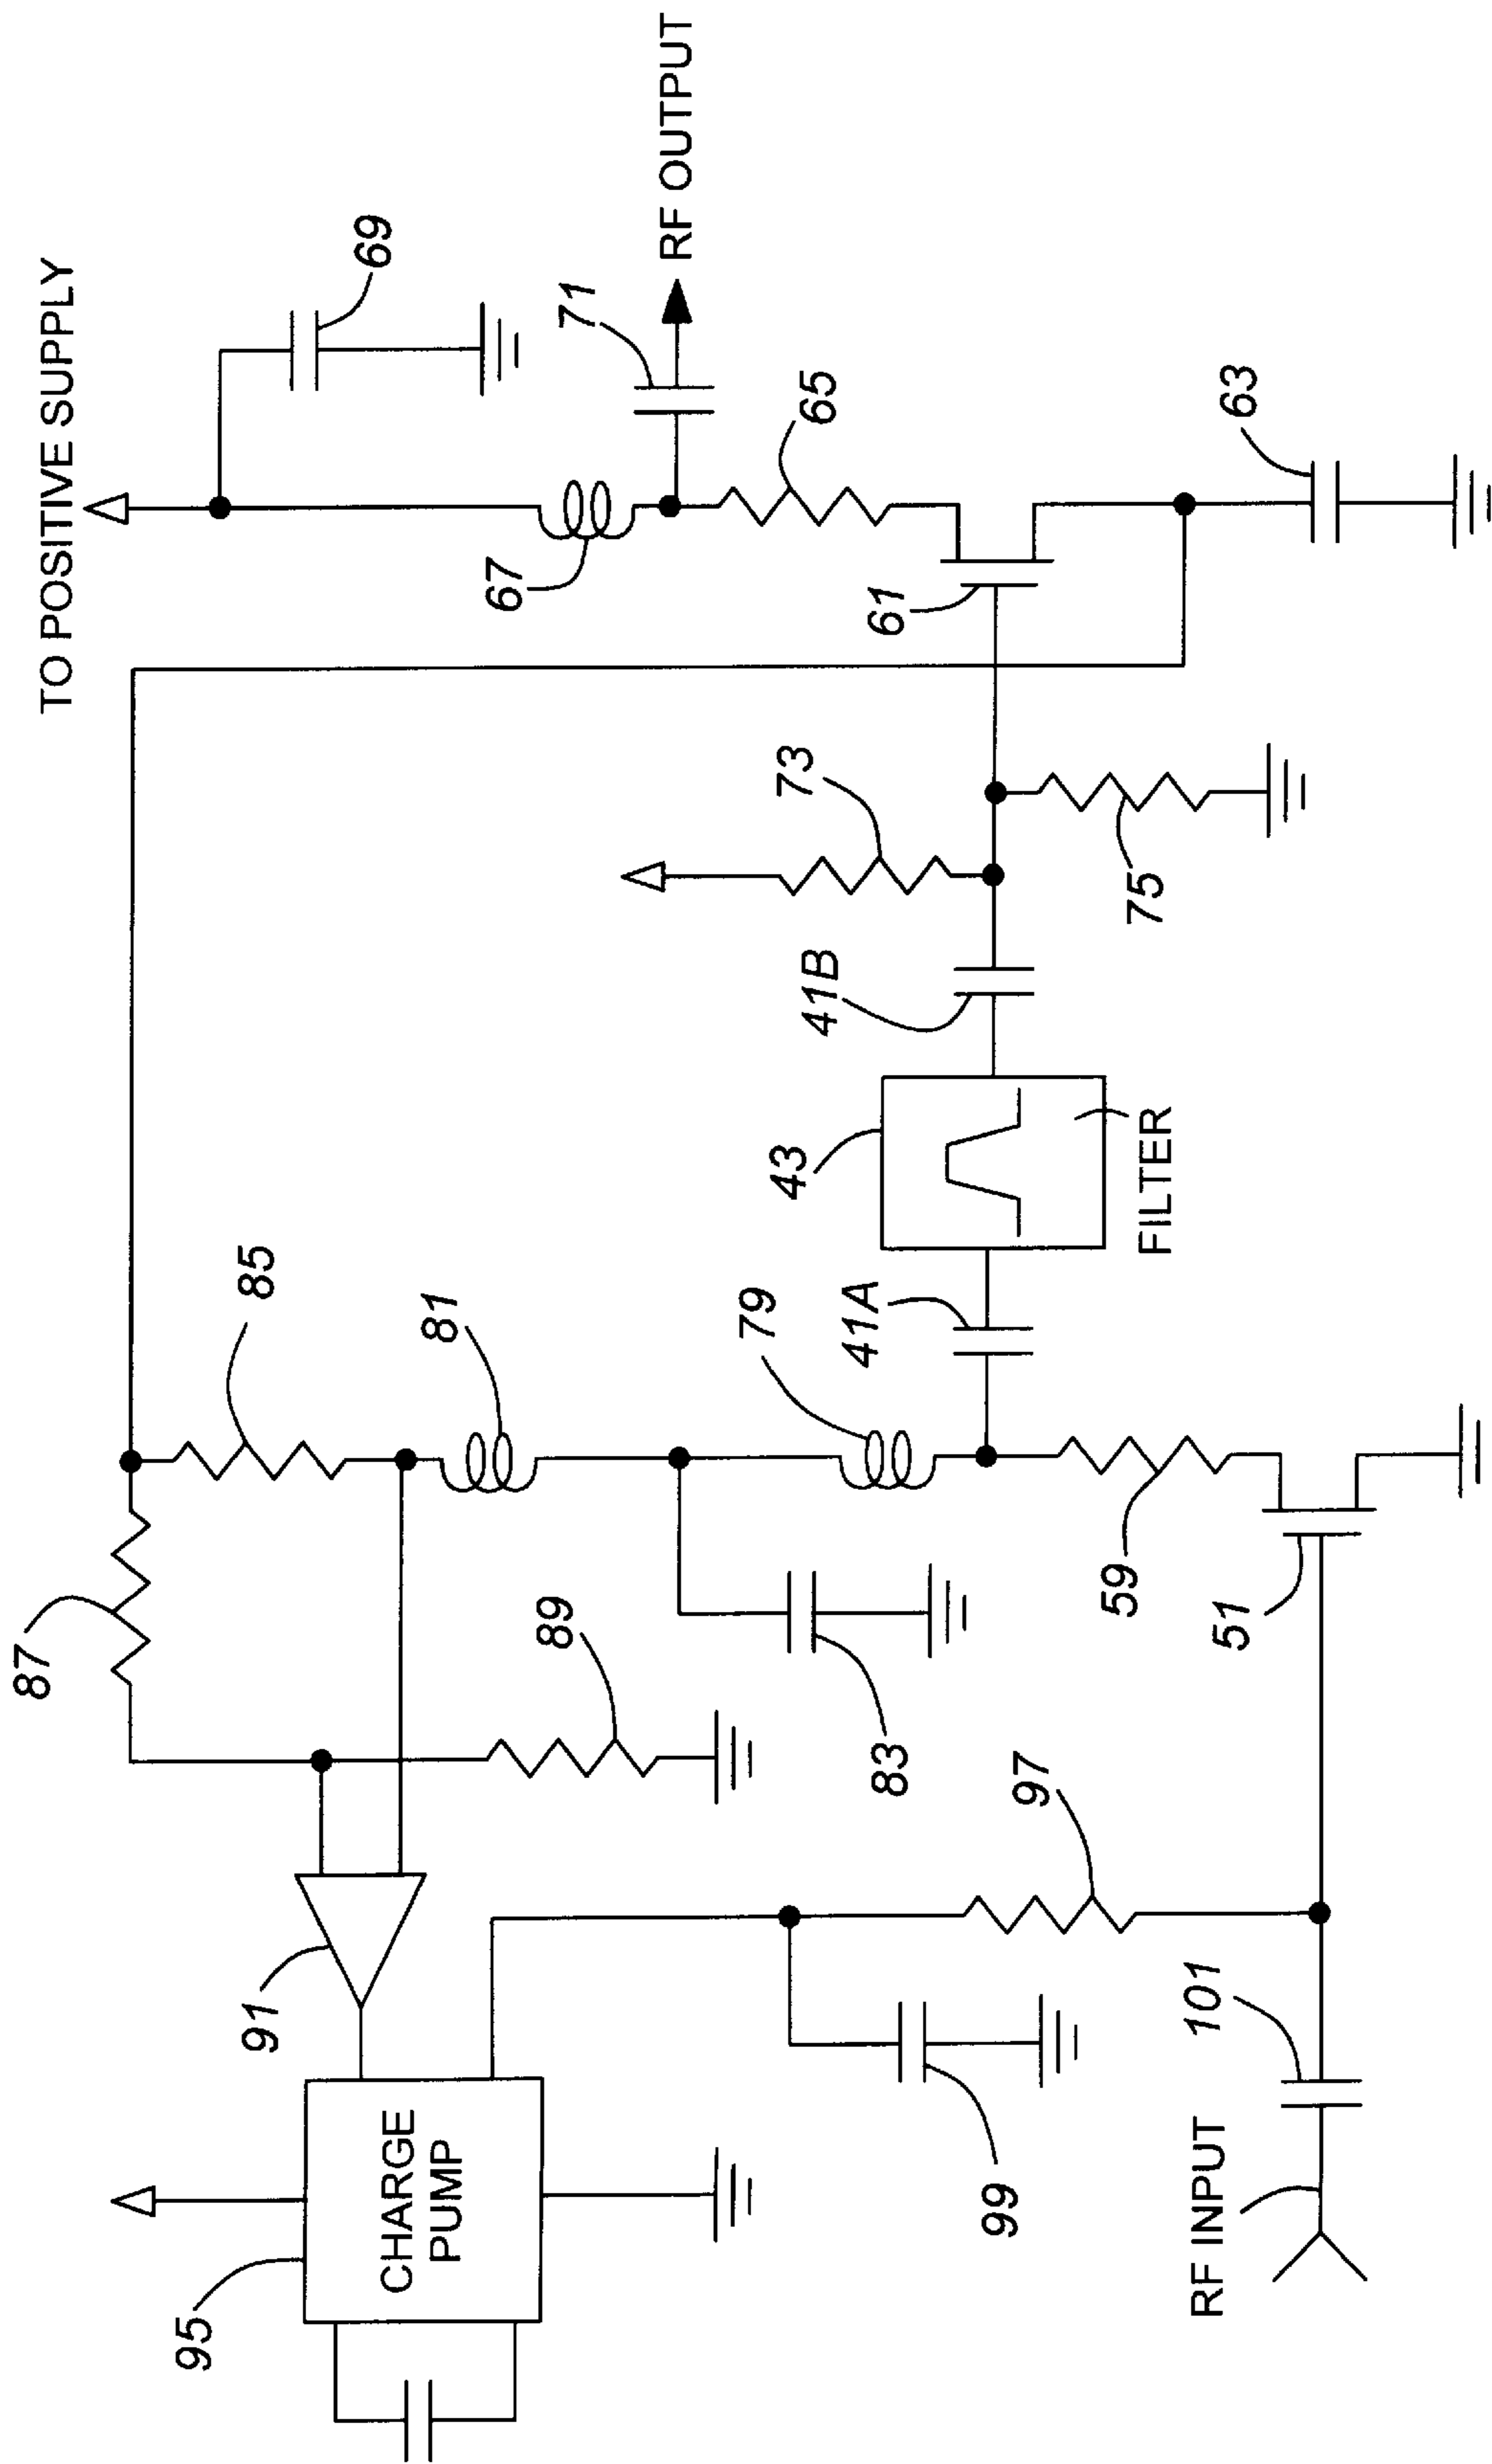 TO POSITIVE SUPPLY
69
71
RF OUTPUT
67
65
61
63
73
75
41B
43
FILTER
41A
85
81
79
87
89
83
59
51
91
97
95
CHARGE
PUMP
99
101
RF INPUT